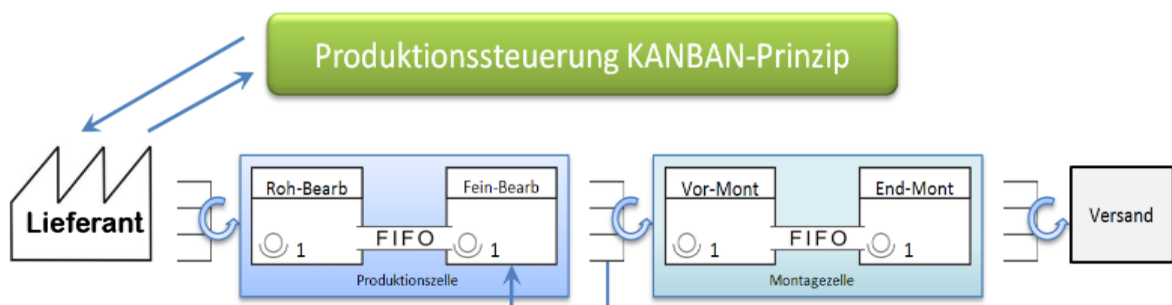 Produktionssteuerung KANBAN-Prinzip
Lieferant
Roh-Bearb
Fein-Bearb
1
FIFO
1
Produktionszelle
Vor-Mont
End-Mont
1
FIFO
1
Montagezelle
Versand